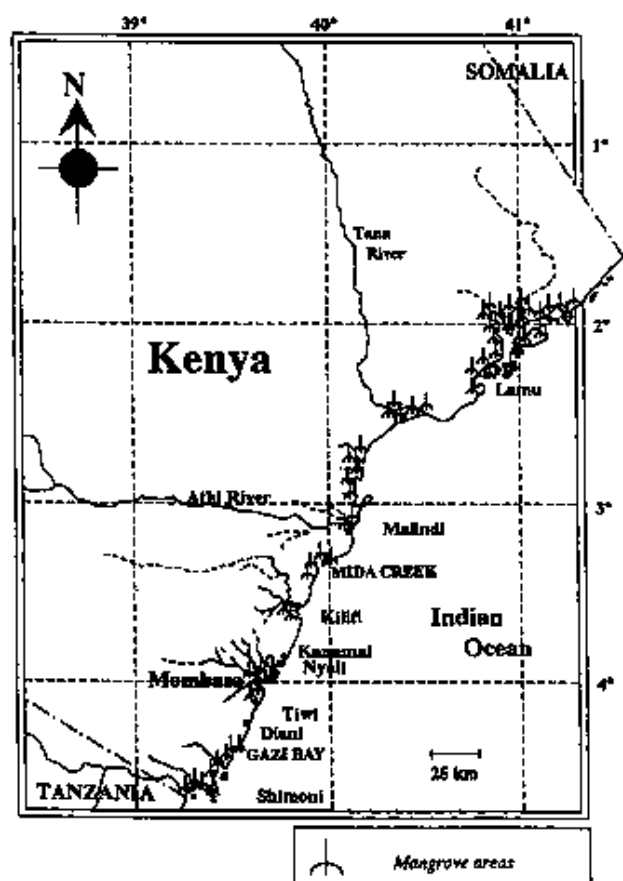 39° 40° 41°
SOMALIA
N
1°
Tana
River
2°
Kenya
Lamu
Athi River
3°
Malindi
MIDA CREEK
Kilifi
Indian
Ocean
Kanamai
Nyali
Mombasa
4°
Tiwi
Diani
GAZI BAY
25 km
TANZANIA
Shimoni
Mangrove areas